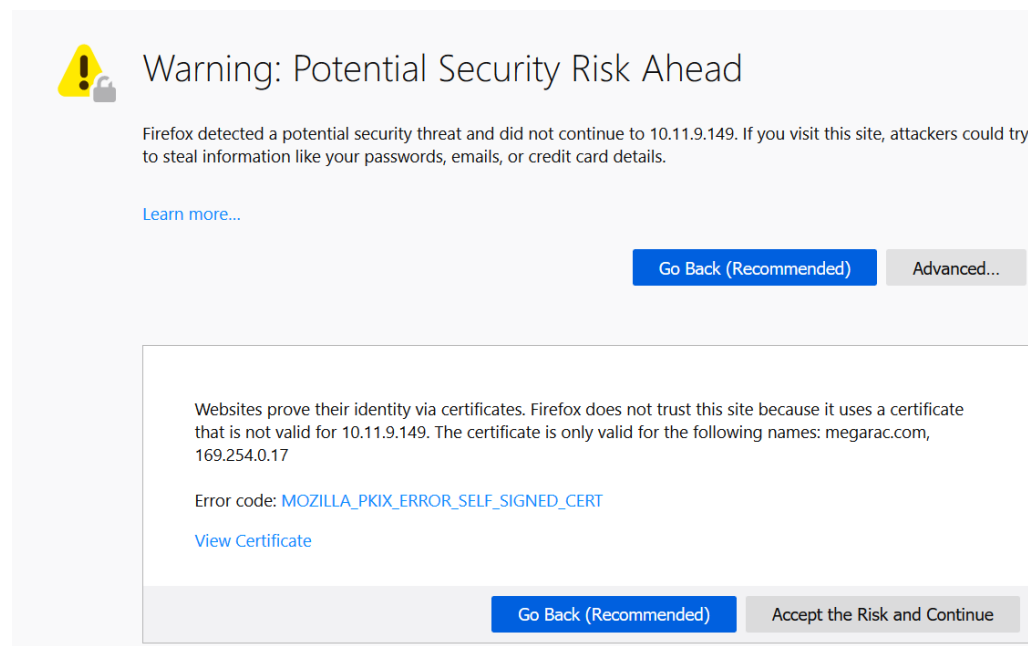 Warning: Potential Security Risk Ahead
Firefox detected a potential security threat and did not continue to 10.11.9.149. If you visit this site, attackers could try
to steal information like your passwords, emails, or credit card details.
Learn more...
Go Back (Recommended)
Advanced...
Websites prove their identity via certificates. Firefox does not trust this site because it uses a certificate
that is not valid for 10.11.9.149. The certificate is only valid for the following names: megarac.com,
169.254.0.17
Error code: MOZILLA_PKIX_ERROR_SELF_SIGNED_CERT
View Certificate
Go Back (Recommended)
Accept the Risk and Continue